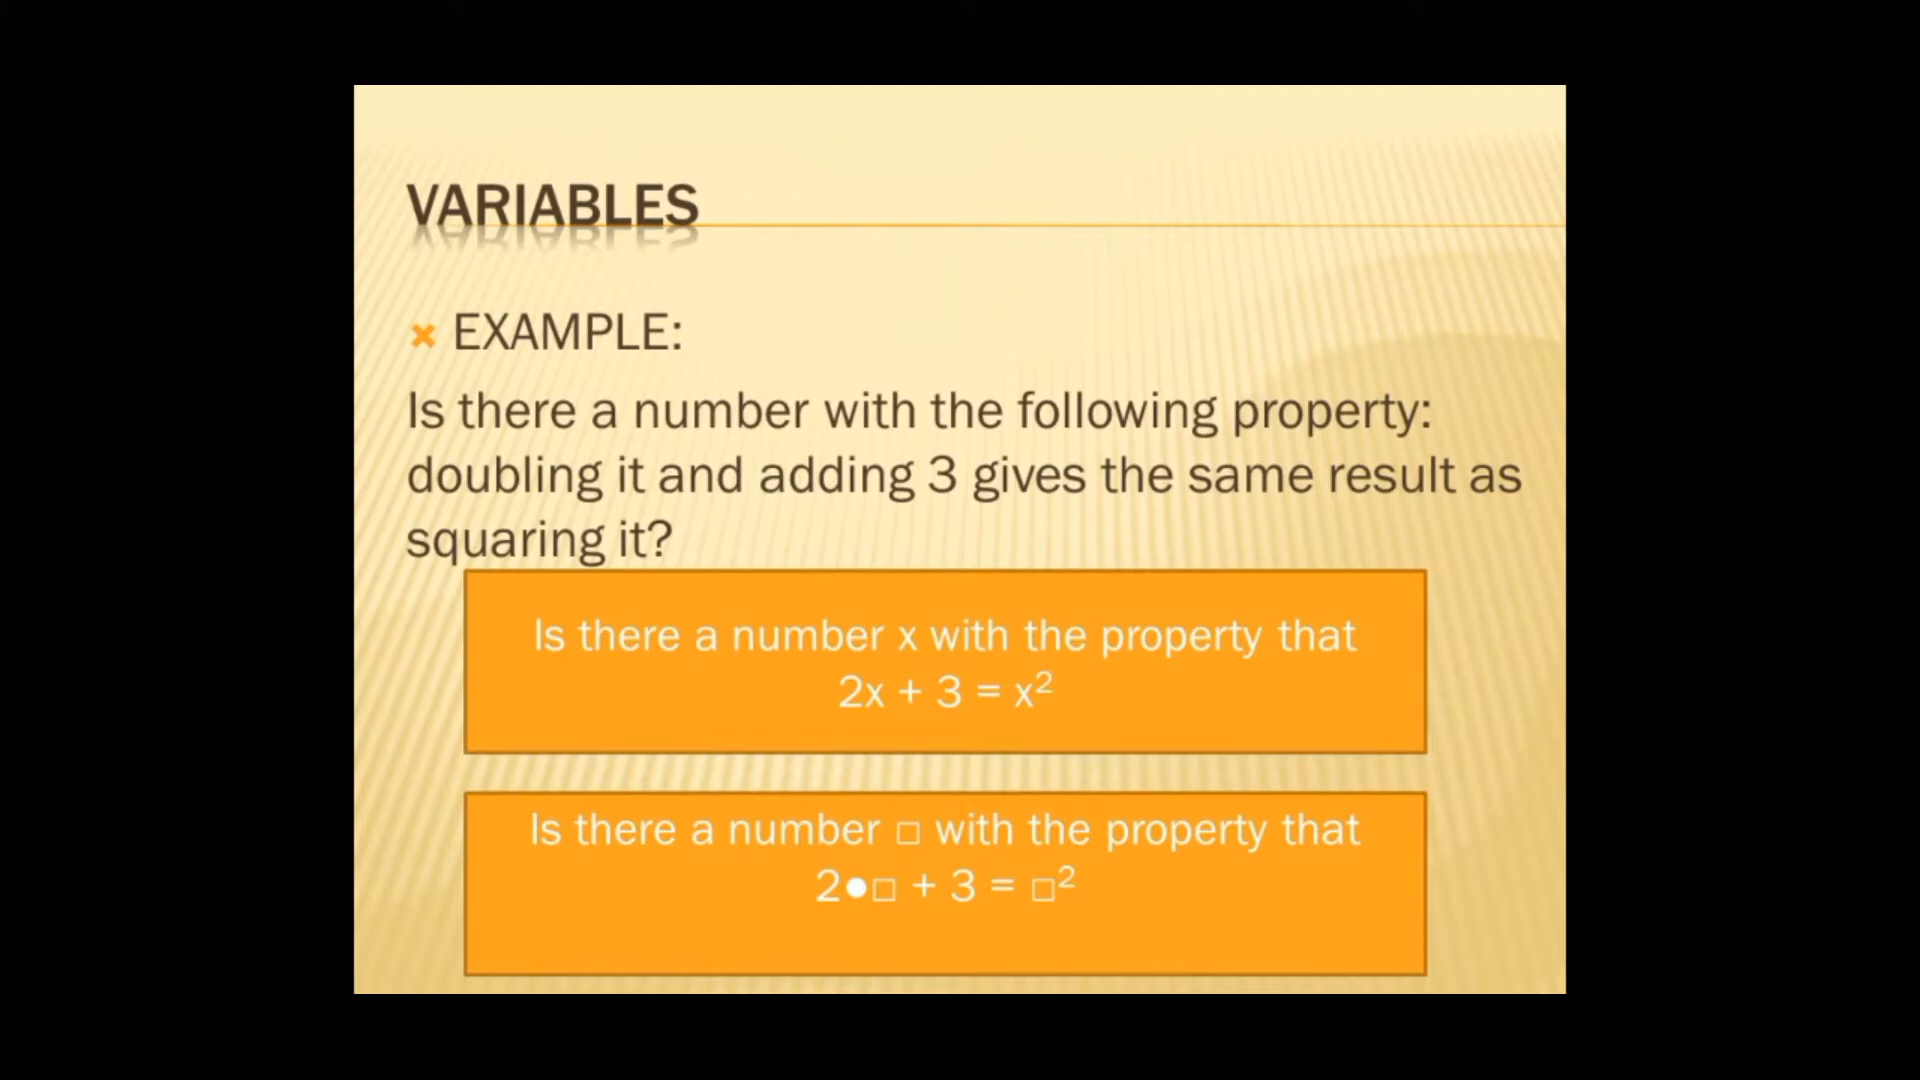 VARIABLES
EXAMPLE:
Is there a number with the following property:
doubling it and adding 3 gives the same result as
squaring it?
Is there a number x with the property that
2x + 3 = x²
Is there a number □ with the property that
2●□ + 3 = □²